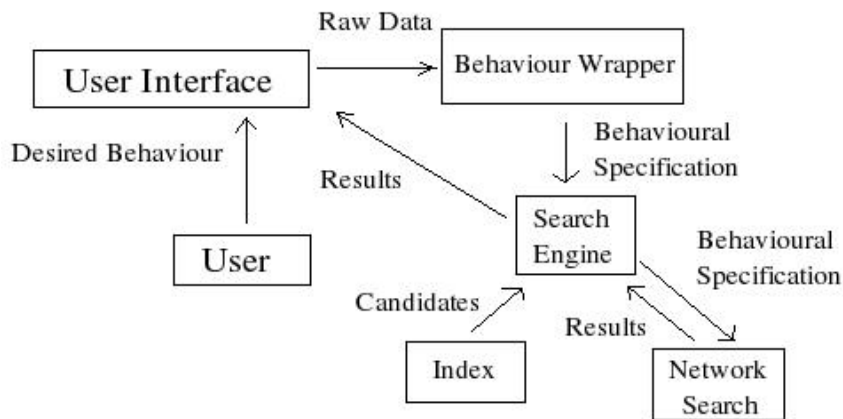 Raw Data
User Interface
Behaviour Wrapper
Desired Behaviour
Behavioural
Specification
Results
User
Search
Engine
Behavioural
Specification
Candidates
Results
Index
Network
Search